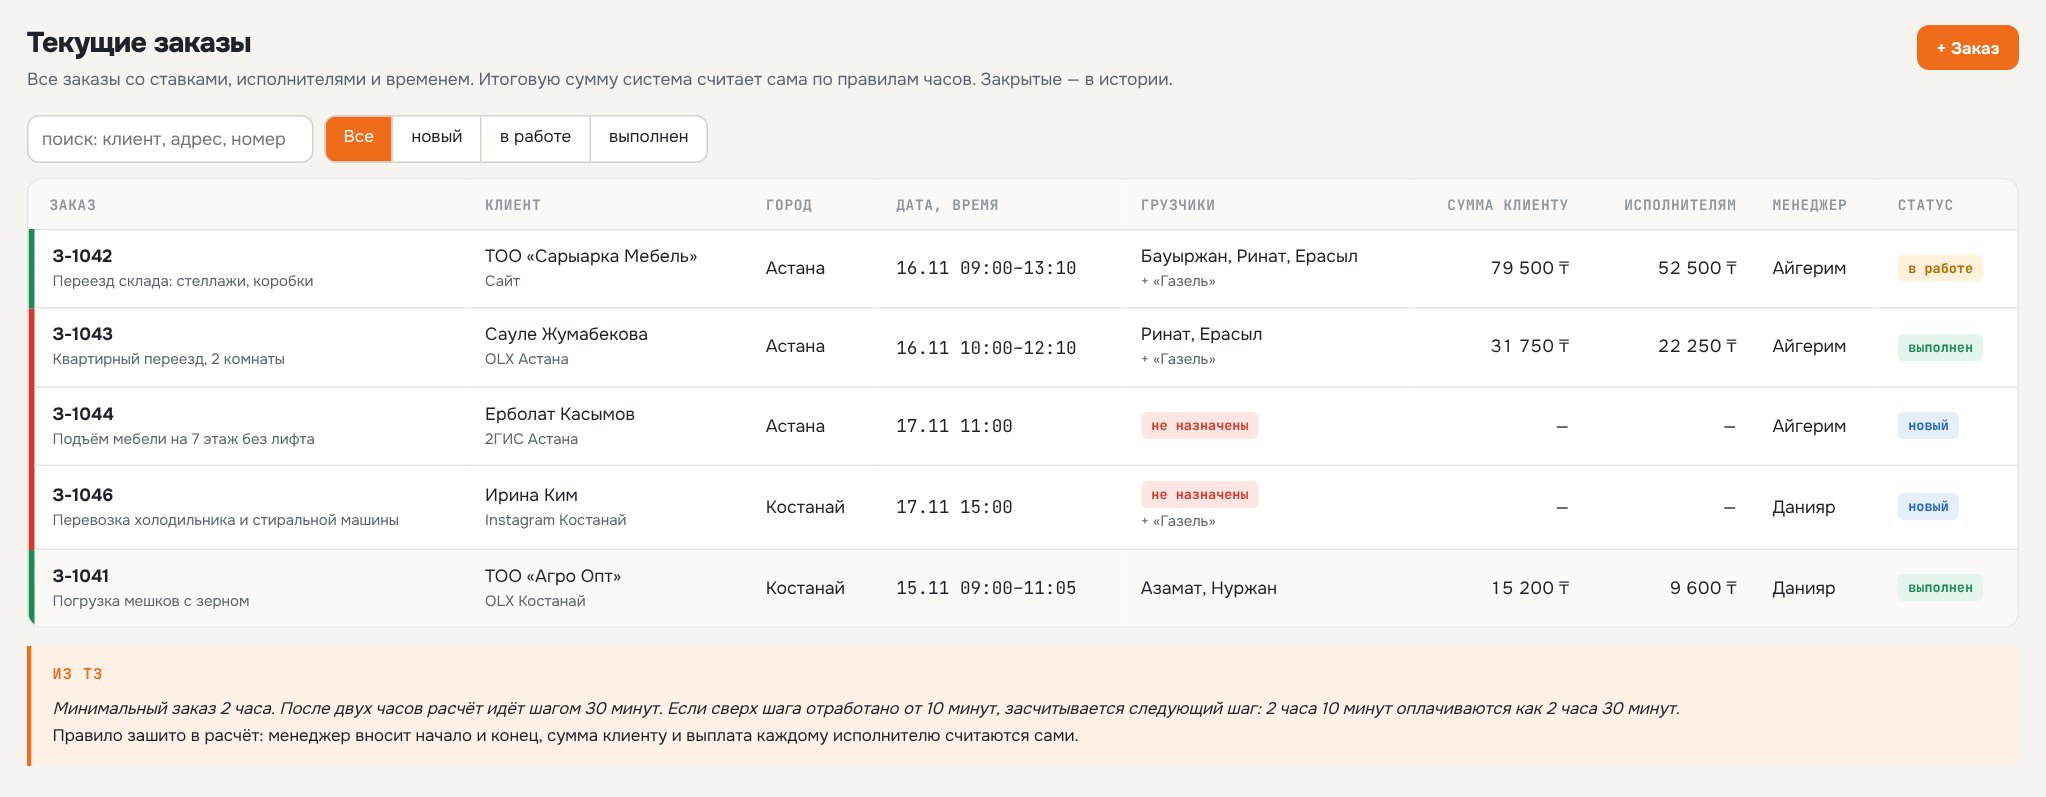 Текущие заказы
+ Заказ
Все заказы со ставками, исполнителями и временем. Итоговую сумму система считает сама по правилам часов. Закрытые — в истории.
поиск: клиент, адрес, номер
Все новый в работе выполнен
ЗАКАЗ КЛИЕНТ ГОРОД ДАТА, ВРЕМЯ ГРУЗЧИКИ СУММА КЛИЕНТУ ИСПОЛНИТЕЛЯМ МЕНЕДЖЕР СТАТУС
З-1042 ТОО «Сарыарка Мебель» Астана 16.11 09:00–13:10 Бауыржан, Ринат, Ерасыл 79 500 ₸ 52 500 ₸ Айгерим в работе
Переезд склада: стеллажи, коробки Сайт + «Газель»
З-1043 Сауле Жумабекова Астана 16.11 10:00–12:10 Ринат, Ерасыл 31 750 ₸ 22 250 ₸ Айгерим выполнен
Квартирный переезд, 2 комнаты OLX Астана + «Газель»
З-1044 Ерболат Касымов Астана 17.11 11:00 не назначены — — Айгерим новый
Подъём мебели на 7 этаж без лифта 2ГИС Астана
З-1046 Ирина Ким Костанай 17.11 15:00 не назначены — — Данияр новый
Перевозка холодильника и стиральной машины Instagram Костанай + «Газель»
З-1041 ТОО «Агро Опт» Костанай 15.11 09:00–11:05 Азамат, Нуржан 15 200 ₸ 9 600 ₸ Данияр выполнен
Погрузка мешков с зерном OLX Костанай
ИЗ ТЗ
Минимальный заказ 2 часа. После двух часов расчёт идёт шагом 30 минут. Если сверх шага отработано от 10 минут, засчитывается следующий шаг: 2 часа 10 минут оплачиваются как 2 часа 30 минут.
Правило зашито в расчёт: менеджер вносит начало и конец, сумма клиенту и выплата каждому исполнителю считаются сами.